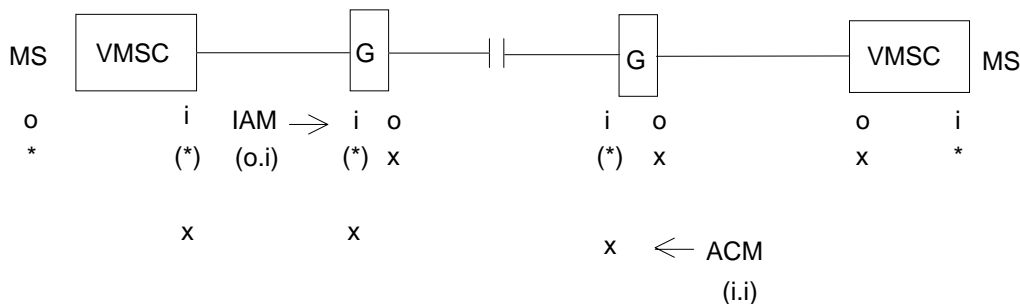 MS VMSC G G VMSC MS
o i IAM i o i o o i
* (*) (o.i) (*) x (*) x x *
x x x ACM
(i.i)